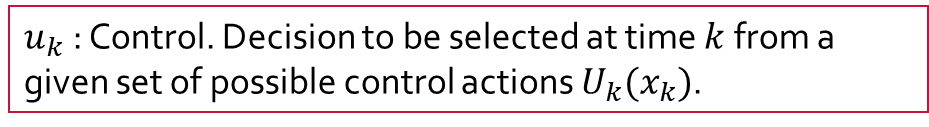 𝑢ₖ : Control. Decision to be selected at time 𝑘 from a
given set of possible control actions 𝑈ₖ(𝑥ₖ).